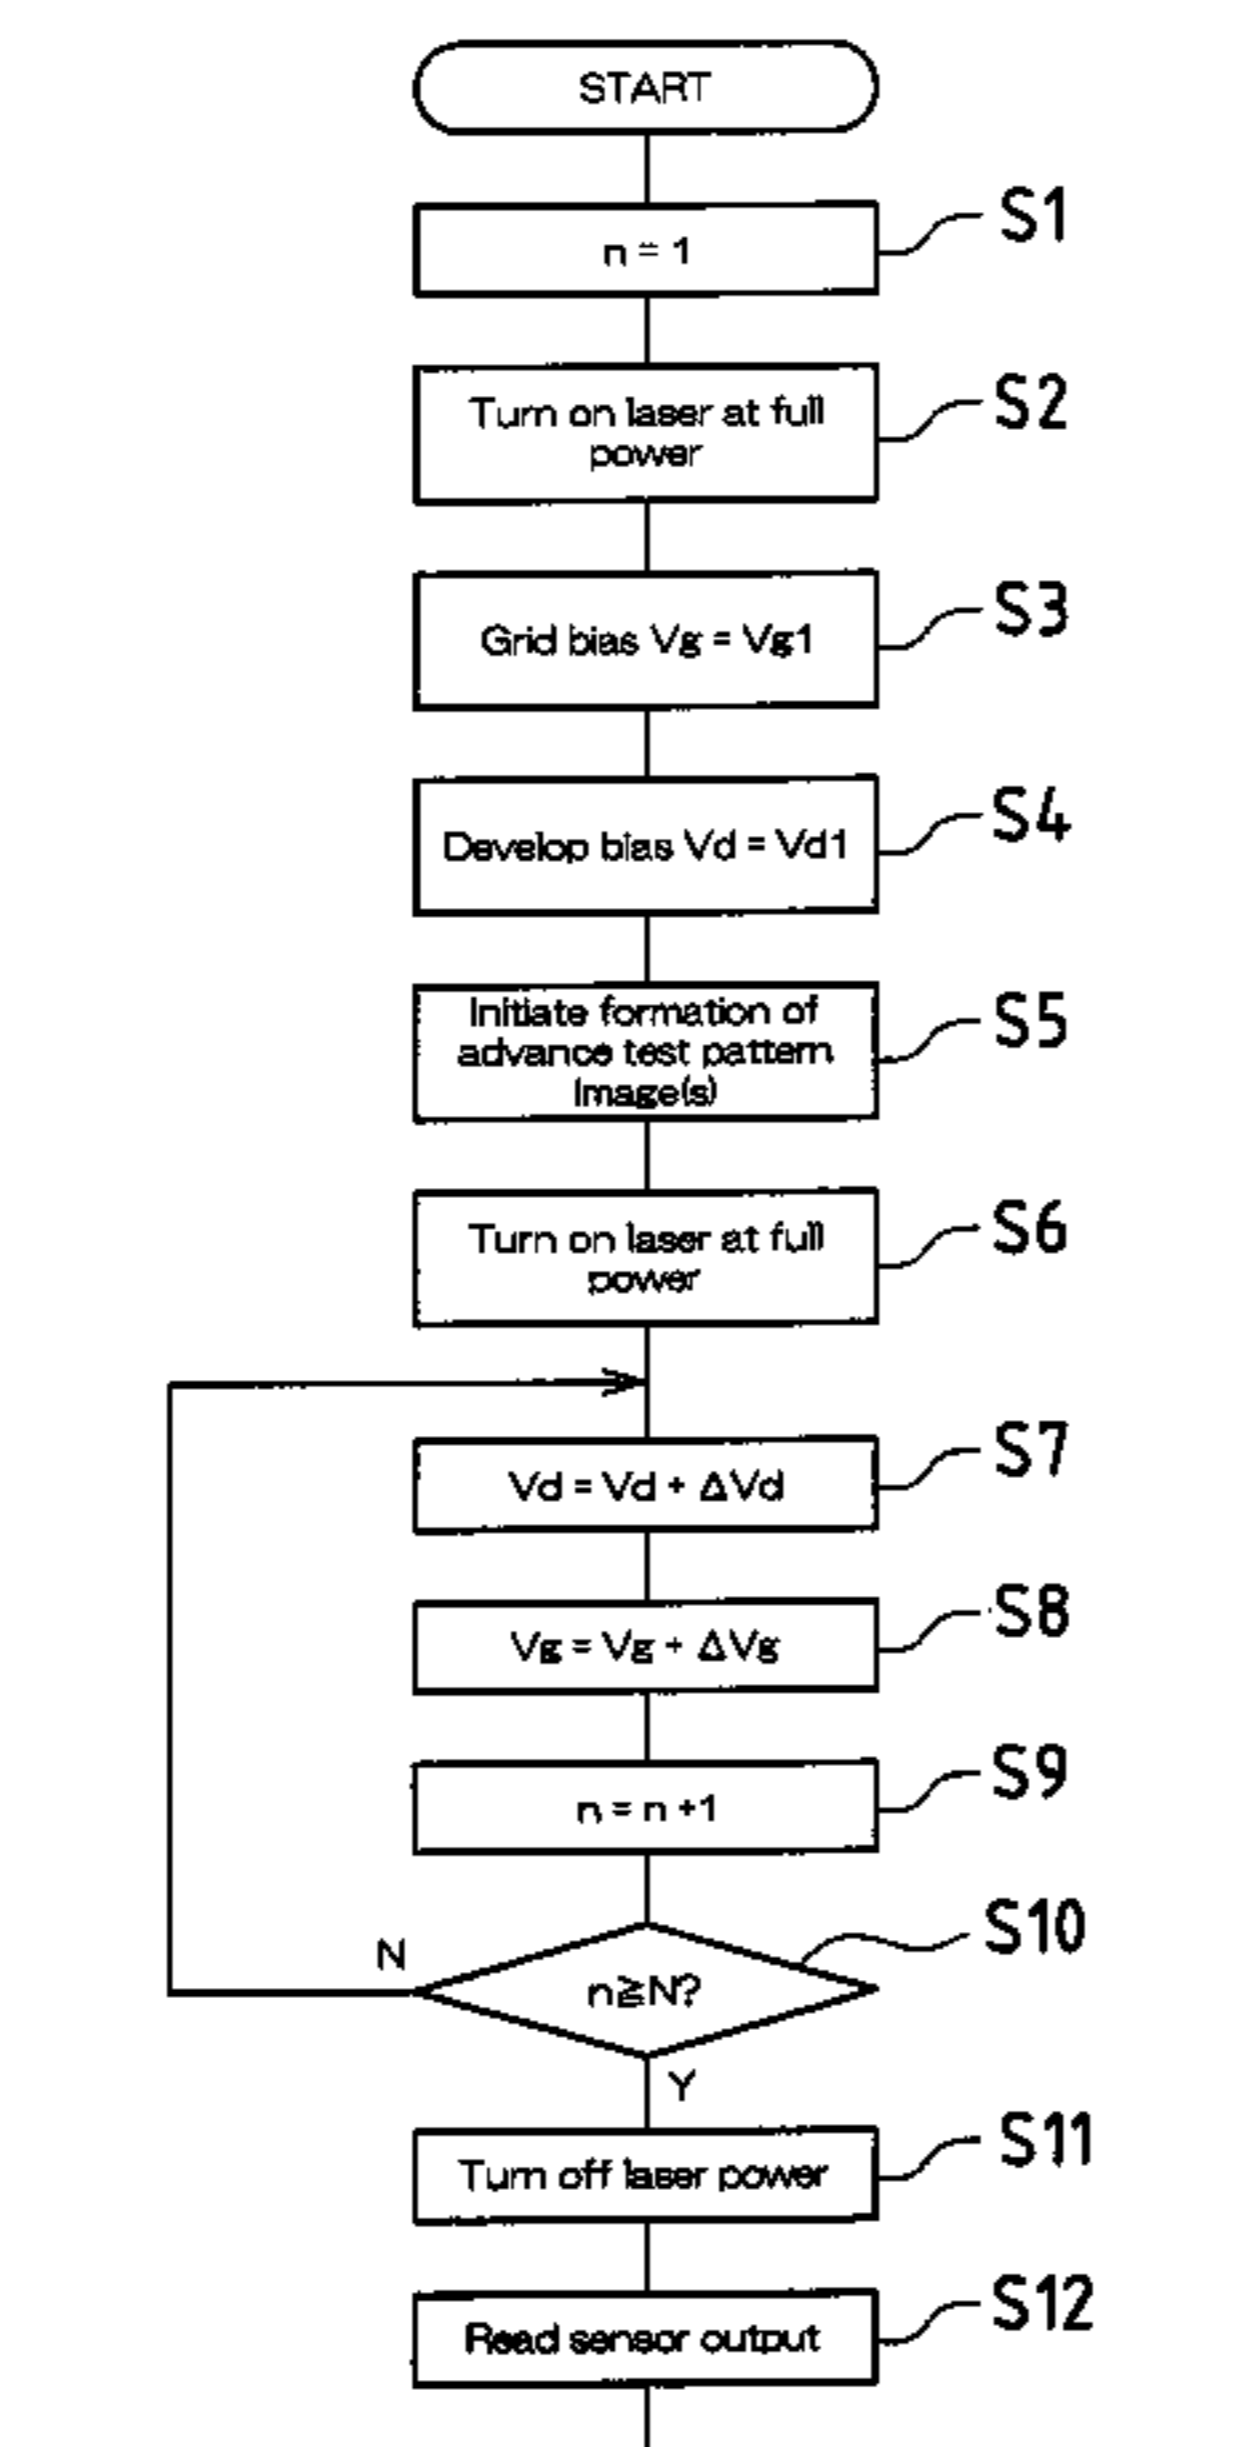 START
n = 1
S1
Turn on laser at full
power
S2
Grid bias Vg = Vg1
S3
Develop bias Vd = Vd1
S4
Initiate formation of
advance test pattern
Image(s)
S5
Turn on laser at full
power
S6
Vd = Vd + ΔVd
S7
Vg = Vg + ΔVg
S8
n = n +1
S9
N
n≧N?
S10
Y
Turn off laser power
S11
Read sensor output
S12